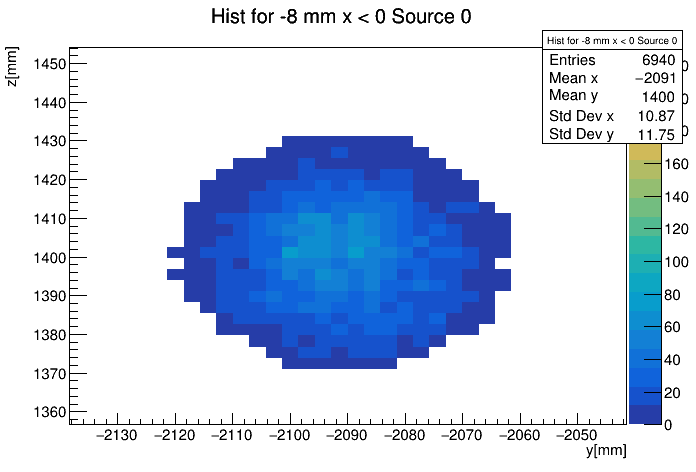 Hist for -8 mm x < 0 Source 0
Hist for -8 mm x < 0 Source 0
Entries 6940
Mean x −2091
Mean y 1400
Std Dev x 10.87
Std Dev y 11.75
z[mm]
1450
1440
1430
1420
1410
1400
1390
1380
1370
1360
−2130 −2120 −2110 −2100 −2090 −2080 −2070 −2060 −2050
y[mm]
160
140
120
100
80
60
40
20
0